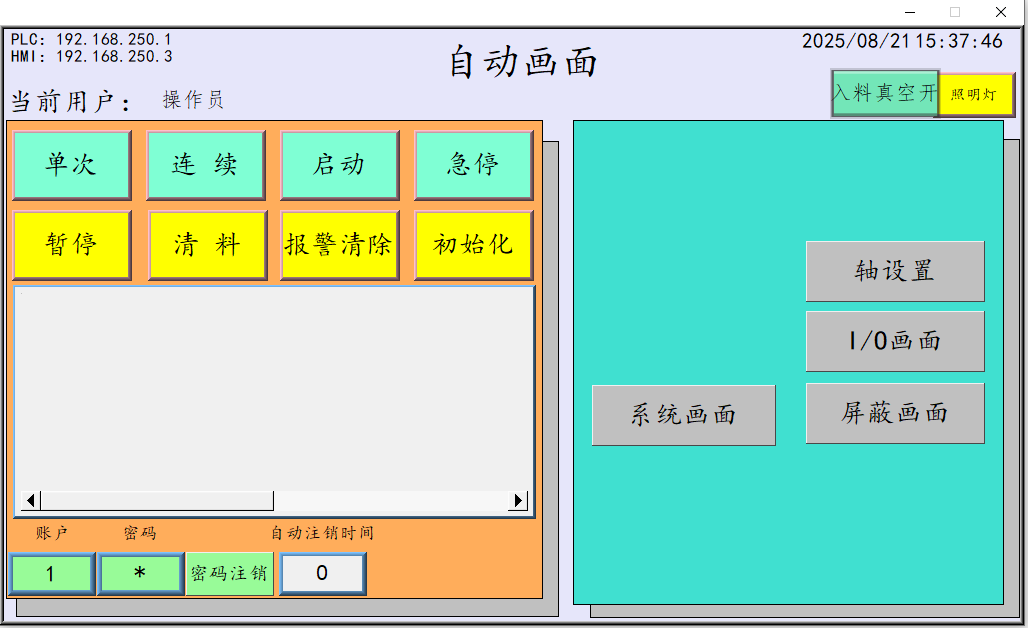 PLC: 192.168.250.1
HMI: 192.168.250.3
自动画面
2025/08/21 15:37:46
当前用户: 操作员
入料真空开
照明灯
单次 连续 启动 急停
暂停 清料 报警清除 初始化
轴设置
I/O画面
系统画面
屏蔽画面
账户 密码 自动注销时间
1 * 密码注销 0